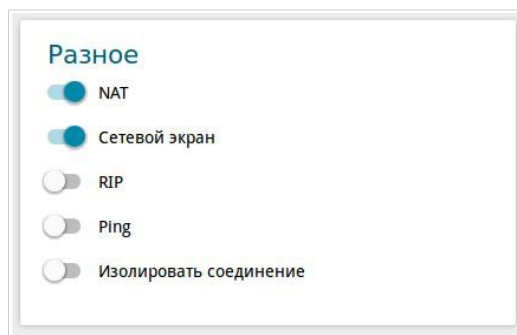 Разное
NAT
Сетевой экран
RIP
Ping
Изолировать соединение